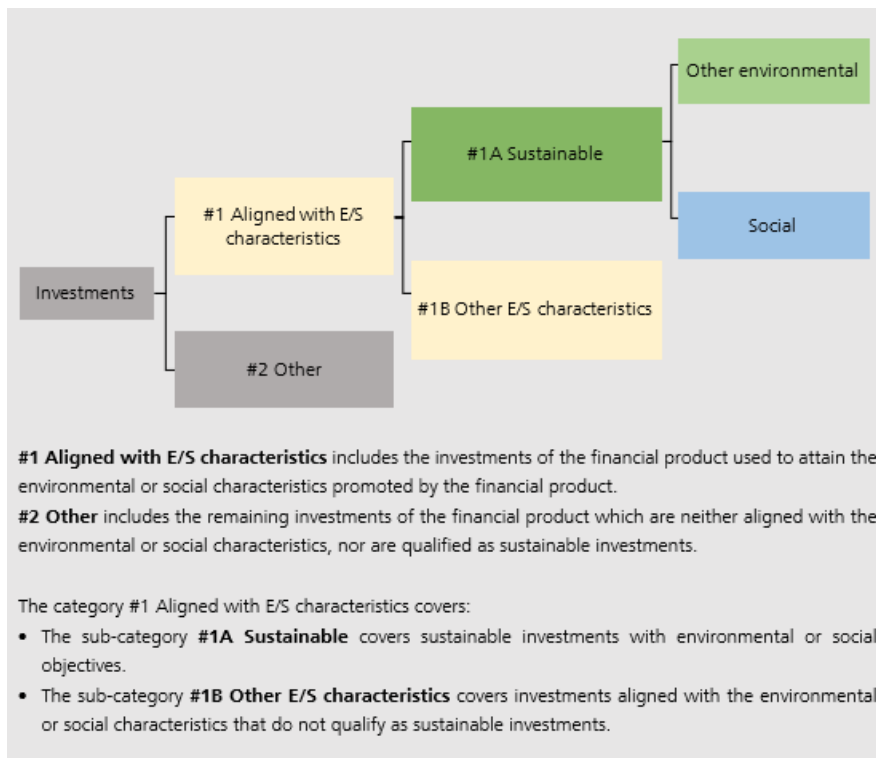 Other environmental
#1A Sustainable
#1 Aligned with E/S
characteristics
Social
Investments
#1B Other E/S characteristics
#2 Other
#1 Aligned with E/S characteristics includes the investments of the financial product used to attain the
environmental or social characteristics promoted by the financial product.
#2 Other includes the remaining investments of the financial product which are neither aligned with the
environmental or social characteristics, nor are qualified as sustainable investments.
The category #1 Aligned with E/S characteristics covers:
• The sub-category #1A Sustainable covers sustainable investments with environmental or social
objectives.
• The sub-category #1B Other E/S characteristics covers investments aligned with the environmental
or social characteristics that do not qualify as sustainable investments.